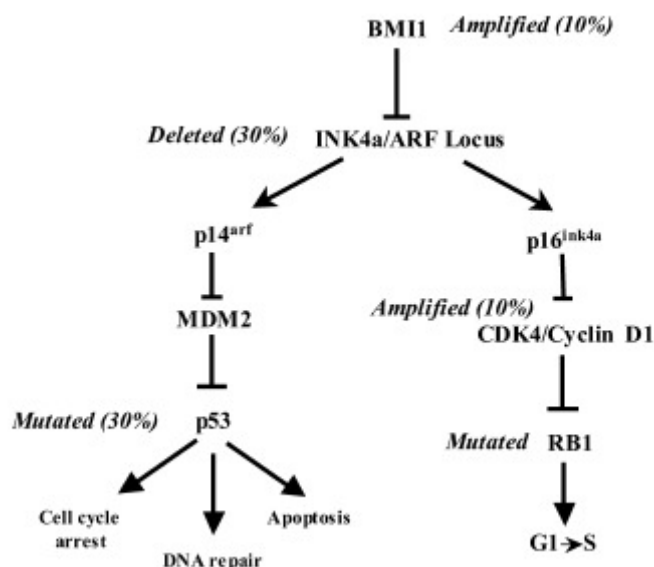 BMI1 Amplified (10%)
Deleted (30%) INK4a/ARF Locus
p14arf p16ink4a
Amplified (10%)
MDM2 CDK4/Cyclin D1
Mutated (30%) p53
Mutated RB1
Cell cycle
arrest
Apoptosis
DNA repair
G1→S